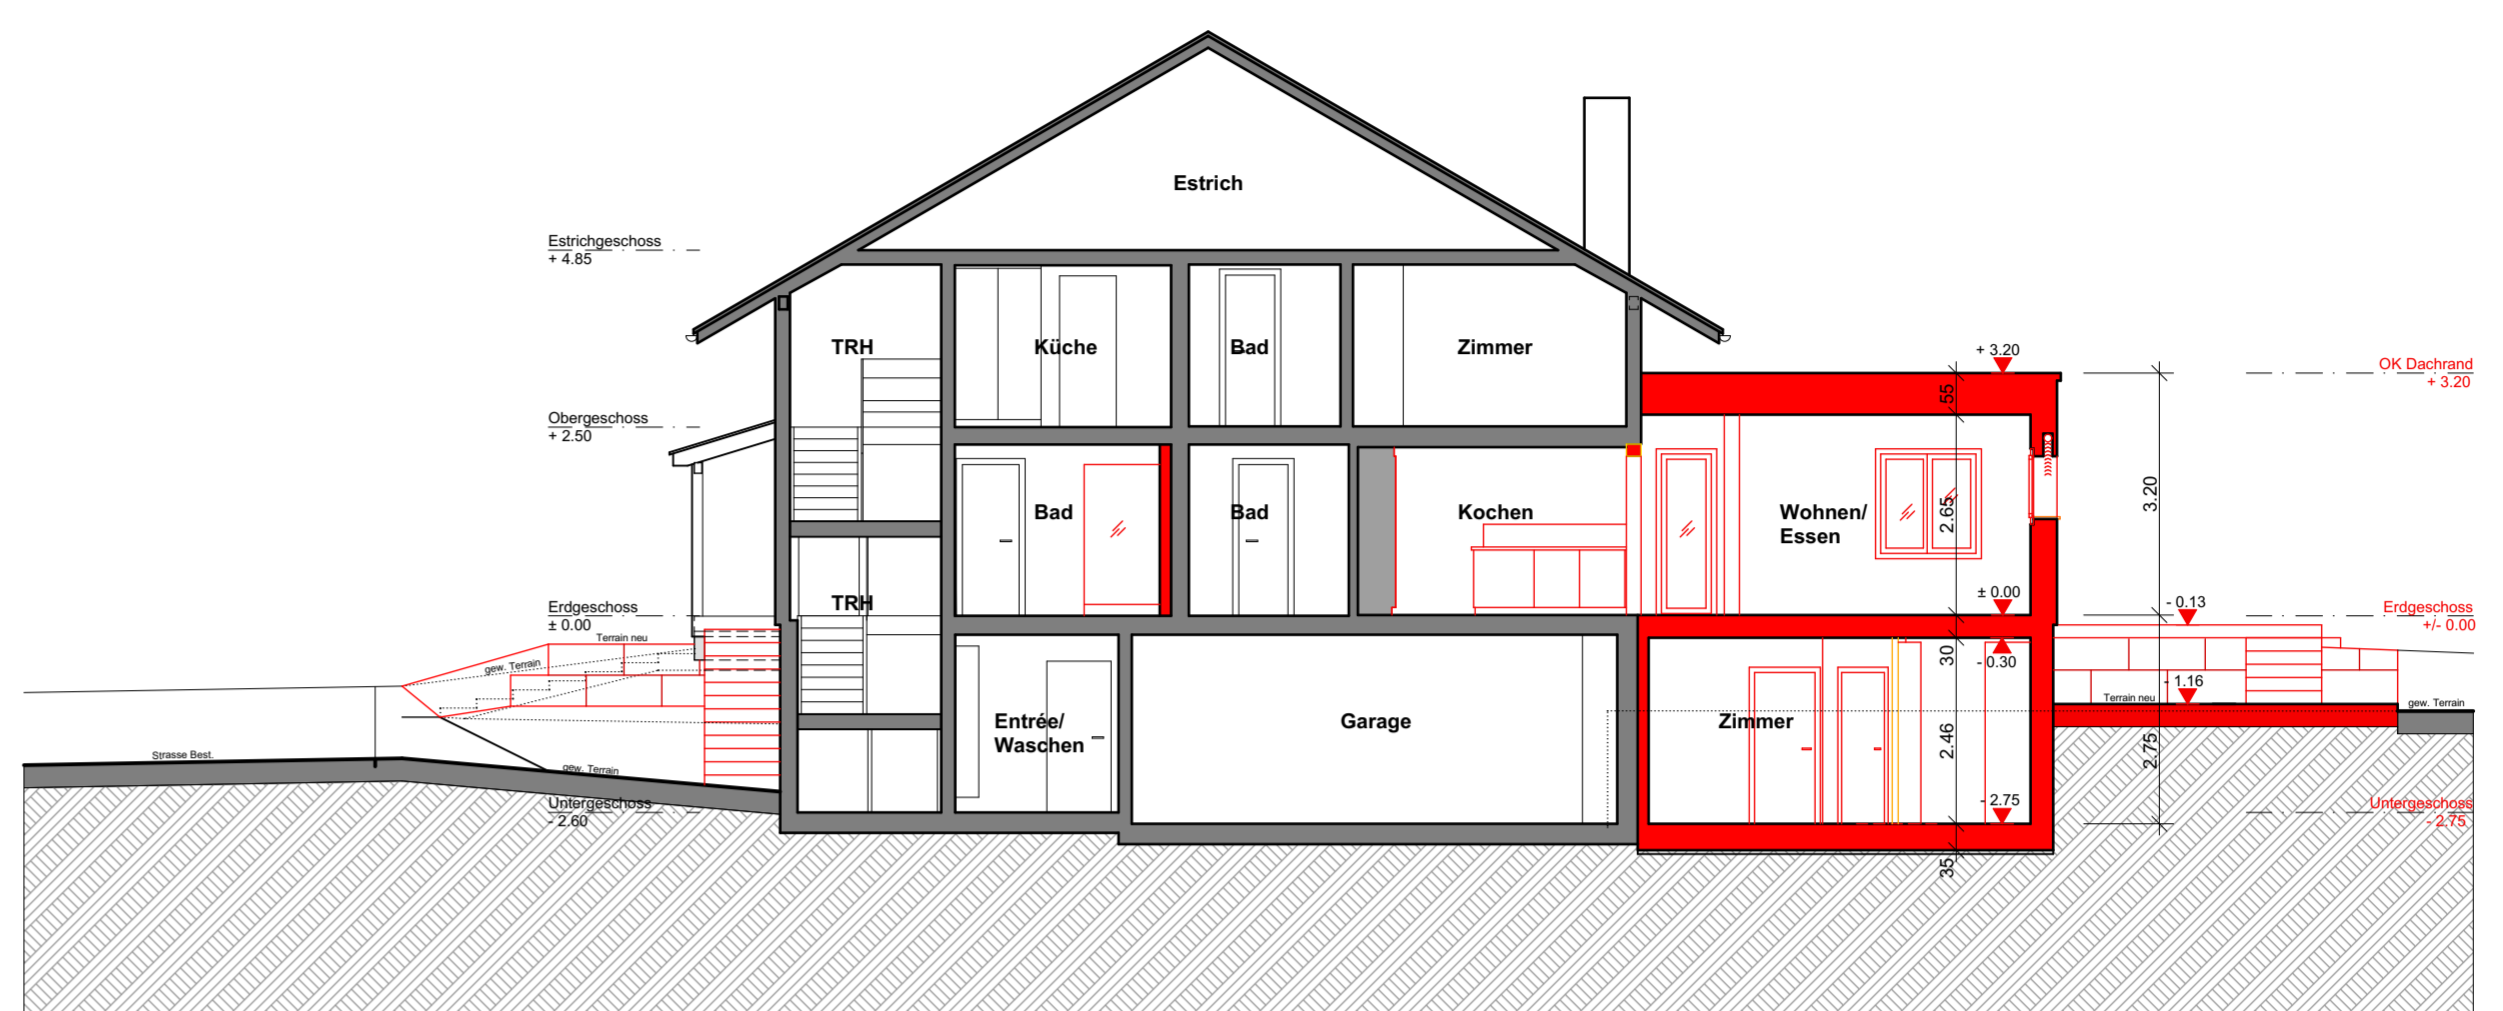 Estrich
Estrichgeschoss
+ 4.85
TRH
Küche
Bad
Zimmer
+ 3.20
OK Dachrand
+ 3.20
55
Obergeschoss
+ 2.50
Bad
Bad
Kochen
Wohnen/
Essen
2.65
3.20
TRH
± 0.00
- 0.13
Erdgeschoss
± 0.00
Erdgeschoss
+/- 0.00
Terrain neu
gew. Terrain
30
- 0.30
- 1.16
Terrain neu
gew. Terrain
Entrée/
Waschen
Garage
Zimmer
2.46
2.75
Strasse Best.
gew. Terrain
Untergeschoss
- 2.60
- 2.75
Untergeschoss
- 2.75
35